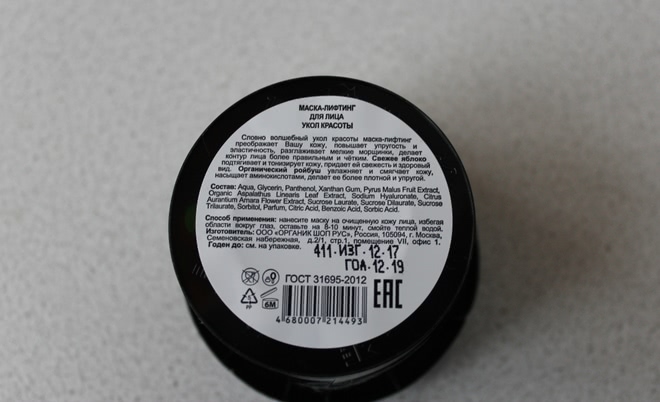 МАСКА-ЛИФТИНГ
ДЛЯ ЛИЦА
УКОЛ КРАСОТЫ
Словно волшебный укол красоты маска-лифтинг
преображает Вашу кожу, повышает упругость и
эластичность, разглаживает мелкие морщинки, делает
контур лица более правильным и чётким. Свежее яблоко
подтягивает и тонизирует кожу, придает ей свежесть и здоровый
вид. Органический ройбуш увлажняет и смягчает кожу,
насыщает аминокислотами, делает ее более плотной и упругой.
Состав: Aqua, Glycerin, Panthenol, Xanthan Gum, Pyrus Malus Fruit Extract,
Organic Aspalathus Linearis Leaf Extract, Sodium Hyaluronate, Citrus
Aurantium Amara Flower Extract, Sucrose Laurate, Sucrose Dilaurate, Sucrose
Trilaurate, Sorbitol, Parfum, Citric Acid, Benzoic Acid, Sorbic Acid.
Способ применения: нанесите маску на очищенную кожу лица, избегая
области вокруг глаз, оставьте на 8-10 минут, смойте теплой водой.
Изготовитель: ООО «ОРГАНИК ШОП РУС», Россия, 105094, г. Москва,
Семеновская набережная, д.2/1, стр.1, помещение VII, офис 1.
Годен до: см. на упаковке.
411.ИЗГ.12.17
ГОД.12.19
ГОСТ 31695-2012
EAC
PP
6M
4 680007 214493